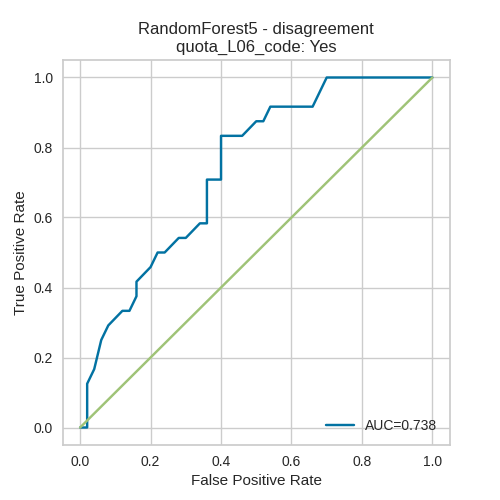 RandomForest5 - disagreement
quota_L06_code: Yes
True Positive Rate
1.0
0.8
0.6
0.4
0.2
0.0
AUC=0.738
0.0 0.2 0.4 0.6 0.8 1.0
False Positive Rate